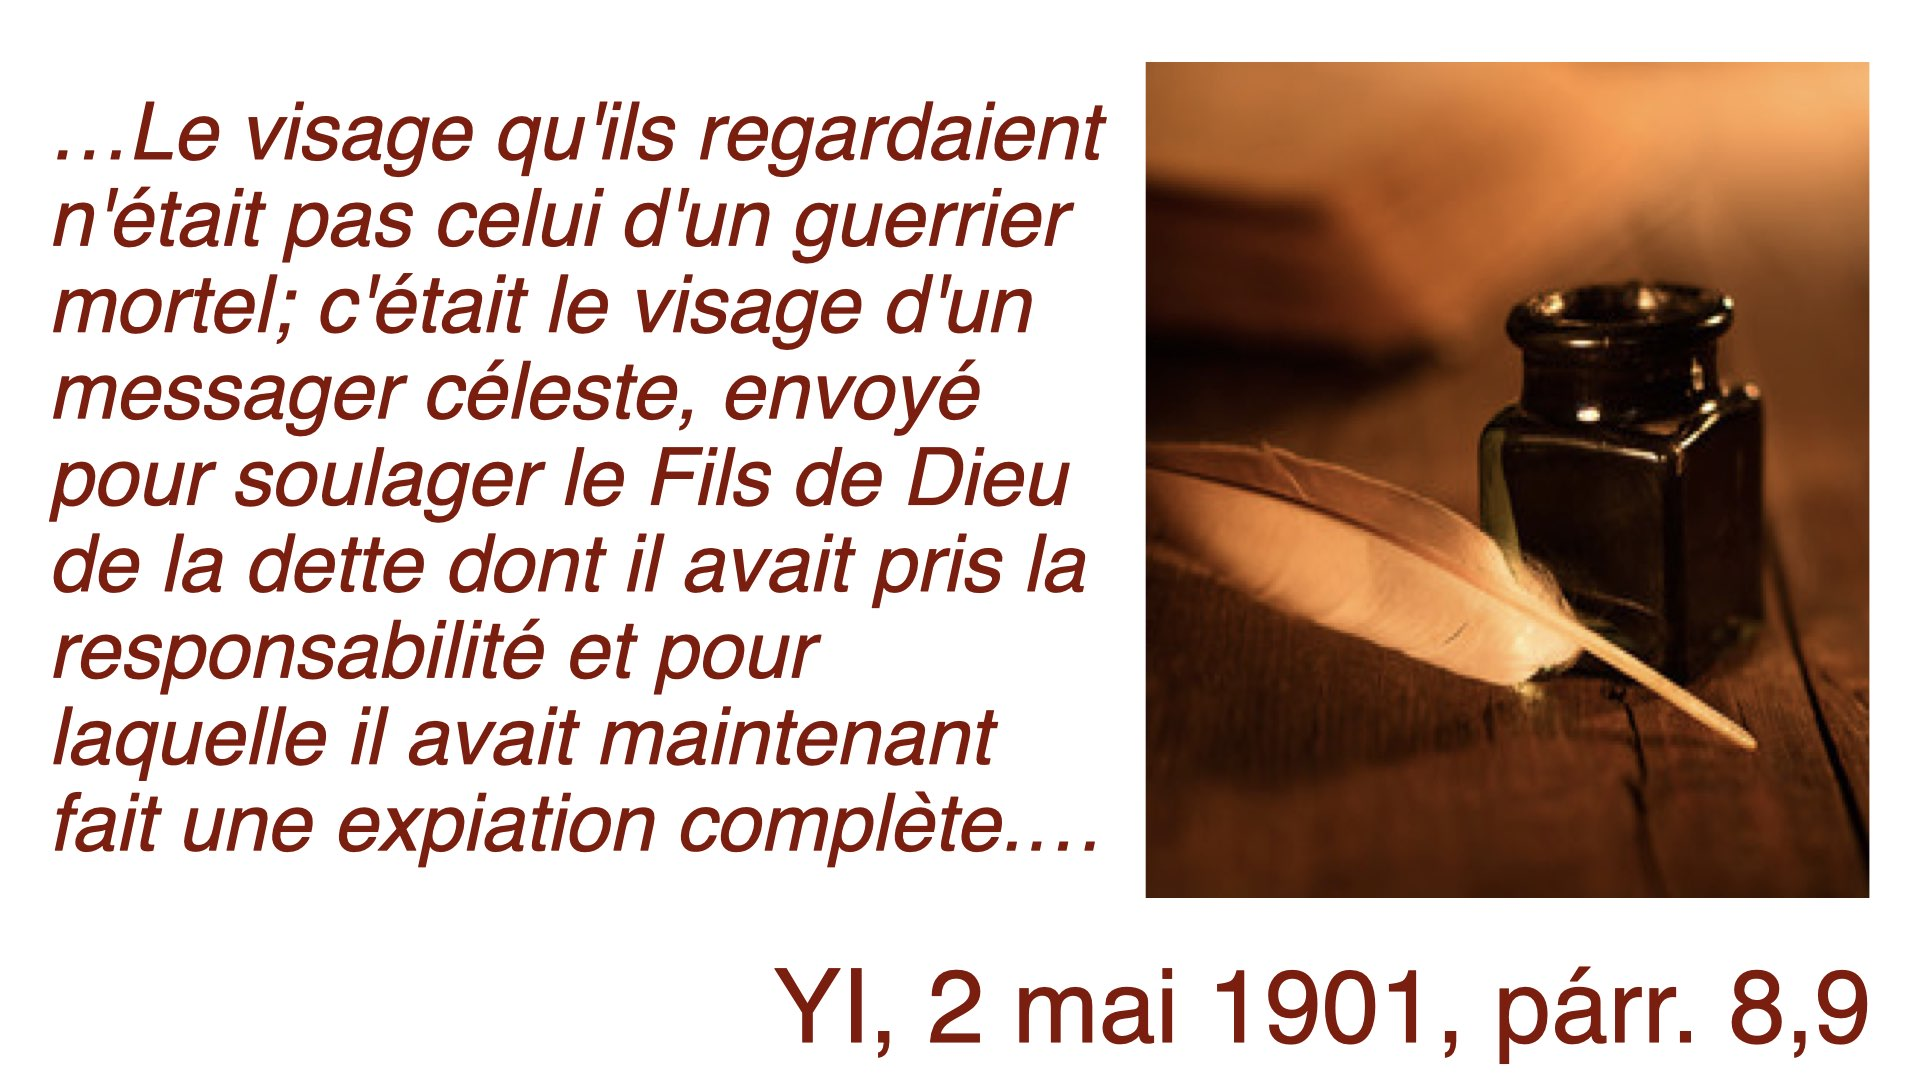 …Le visage qu'ils regardaient
n'était pas celui d'un guerrier
mortel; c'était le visage d'un
messager céleste, envoyé
pour soulager le Fils de Dieu
de la dette dont il avait pris la
responsabilité et pour
laquelle il avait maintenant
fait une expiation complète.…
YI, 2 mai 1901, párr. 8,9